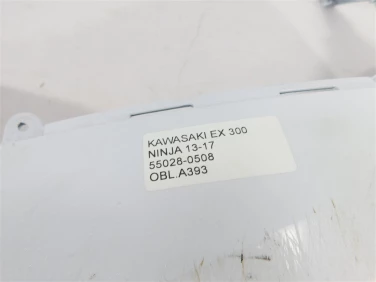 KAWASAKI EX 300
NINJA 13-17
55028-0508
OBL.A393